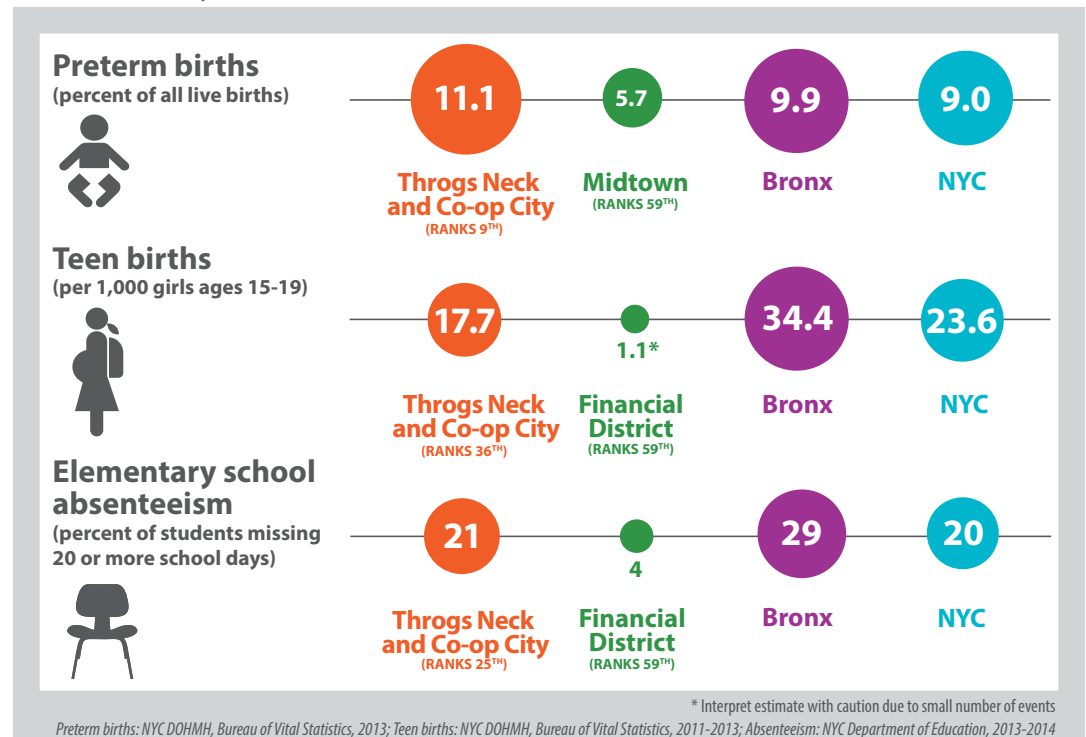 Preterm births
(percent of all live births)
11.1
5.7
9.9
9.0
Throgs Neck
and Co-op City
(RANKS 9TH)
Midtown
(RANKS 59TH)
Bronx
NYC
Teen births
(per 1,000 girls ages 15-19)
17.7
1.1*
34.4
23.6
Throgs Neck
and Co-op City
(RANKS 36TH)
Financial
District
(RANKS 59TH)
Bronx
NYC
Elementary school
absenteeism
(percent of students missing
20 or more school days)
21
4
29
20
Throgs Neck
and Co-op City
(RANKS 25TH)
Financial
District
(RANKS 59TH)
Bronx
NYC
* Interpret estimate with caution due to small number of events
Preterm births: NYC DOHMH, Bureau of Vital Statistics, 2013; Teen births: NYC DOHMH, Bureau of Vital Statistics, 2011-2013; Absenteeism: NYC Department of Education, 2013-2014